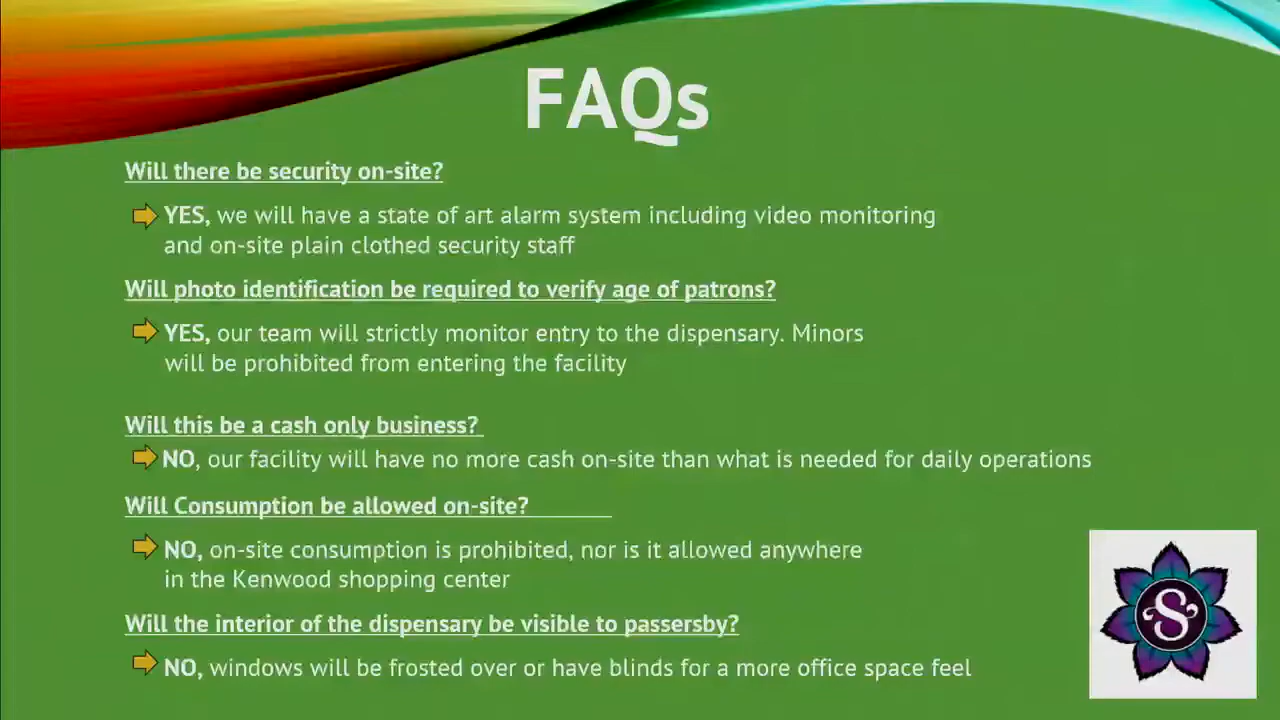 FAQs
Will there be security on-site?
YES, we will have a state of art alarm system including video monitoring
and on-site plain clothed security staff
Will photo identification be required to verify age of patrons?
YES, our team will strictly monitor entry to the dispensary. Minors
will be prohibited from entering the facility
Will this be a cash only business?
NO, our facility will have no more cash on-site than what is needed for daily operations
Will Consumption be allowed on-site?
NO, on-site consumption is prohibited, nor is it allowed anywhere
in the Kenwood shopping center
Will the interior of the dispensary be visible to passersby?
NO, windows will be frosted over or have blinds for a more office space feel
S